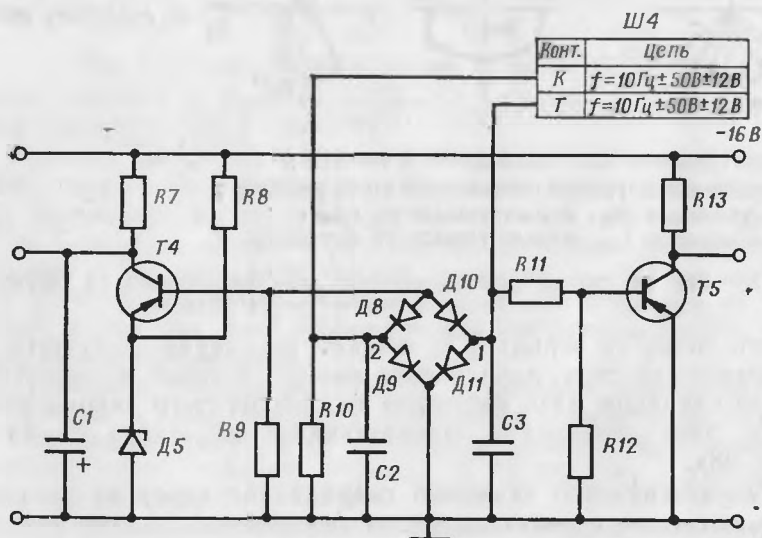 Ш4
Конт. Цепь
К f=10Гц±50В±12В
Т f=10Гц±50В±12В
-16В
R7 R8 R13
T4 Д10 R11 T5 +
Д8
2 1
Д9 Д11
C1 + Д5 R9 R10 C2 C3 R12